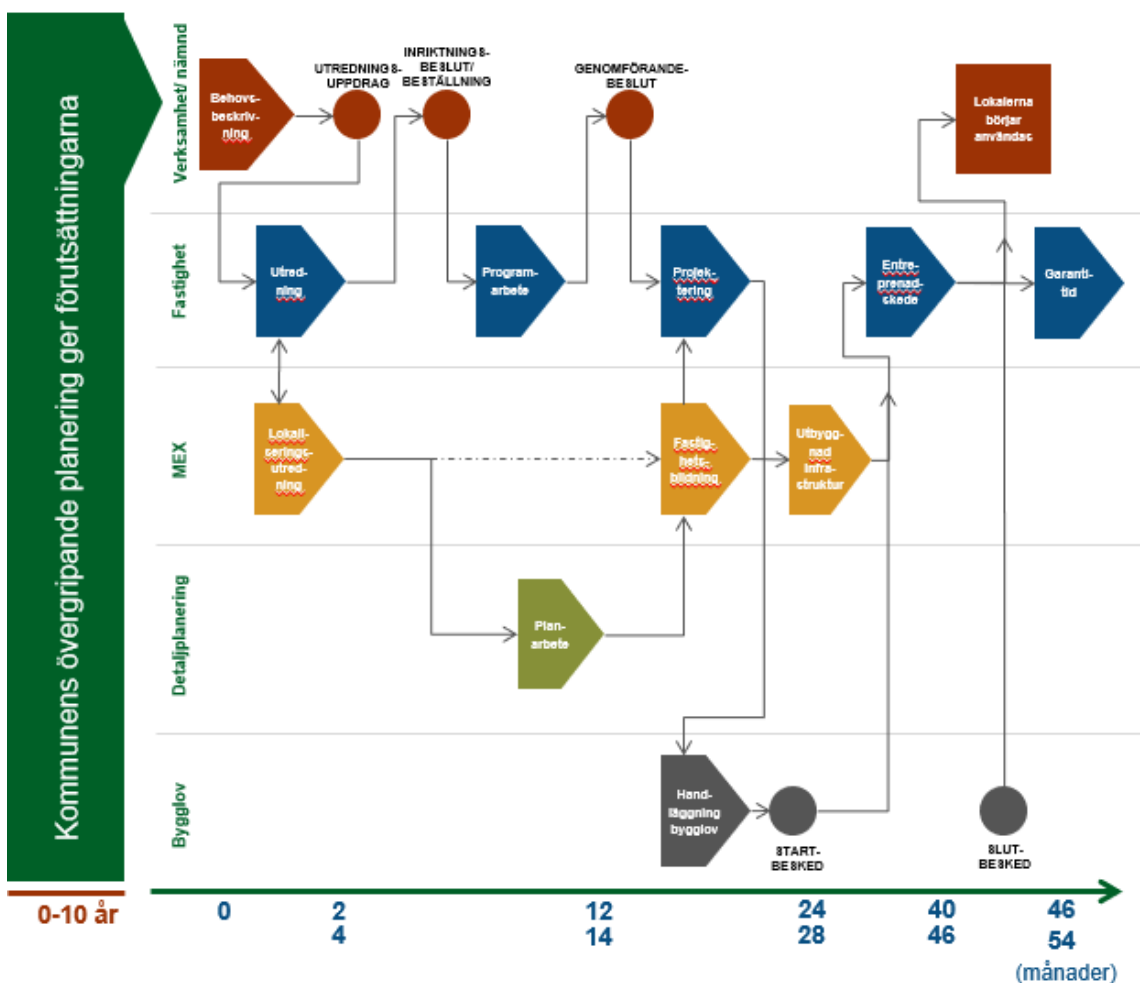 Kommunens övergripande planering ger förutsättningarna
0-10 år
Verksamhet/ nämnd
Behovs-
beskriv-
ning
UTREDNINGS-
UPPDRAG
INRIKTNINGS-
BESLUT/
BESTÄLLNING
GENOMFÖRANDE-
BESLUT
Lokalerna
börjar
användas
Fastighet
Utred-
ning
Program-
arbete
Projek-
tering
Entre-
prenad-
skede
Garanti-
tid
MEX
Lokali-
serings-
utred-
ning
Fastig-
hets-
bildning
Utbygg-
nad
infra-
struktur
Detaljplanering
Plan-
arbete
Bygglov
Hand-
läggning
bygglov
START-
BESKED
SLUT-
BESKED
0 2 12 24 40 46
4 14 28 46 54
(månader)